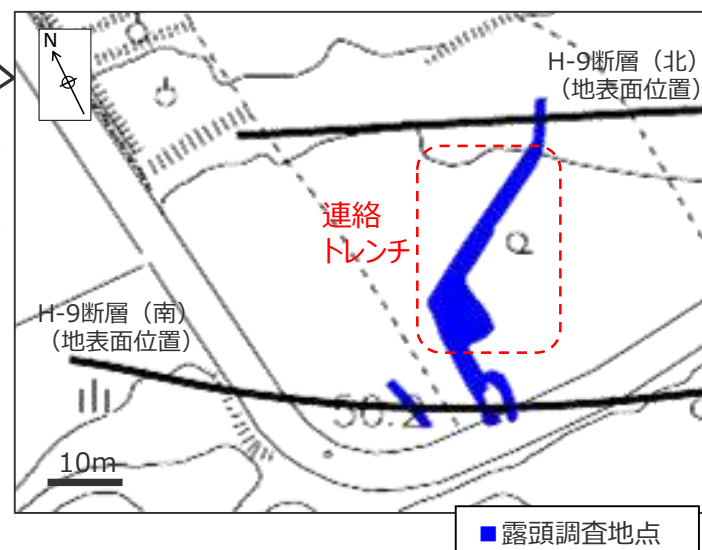 N
H-9断層（北）
（地表面位置）
連絡
トレンチ
H-9断層（南）
（地表面位置）
50.2
10m
■露頭調査地点